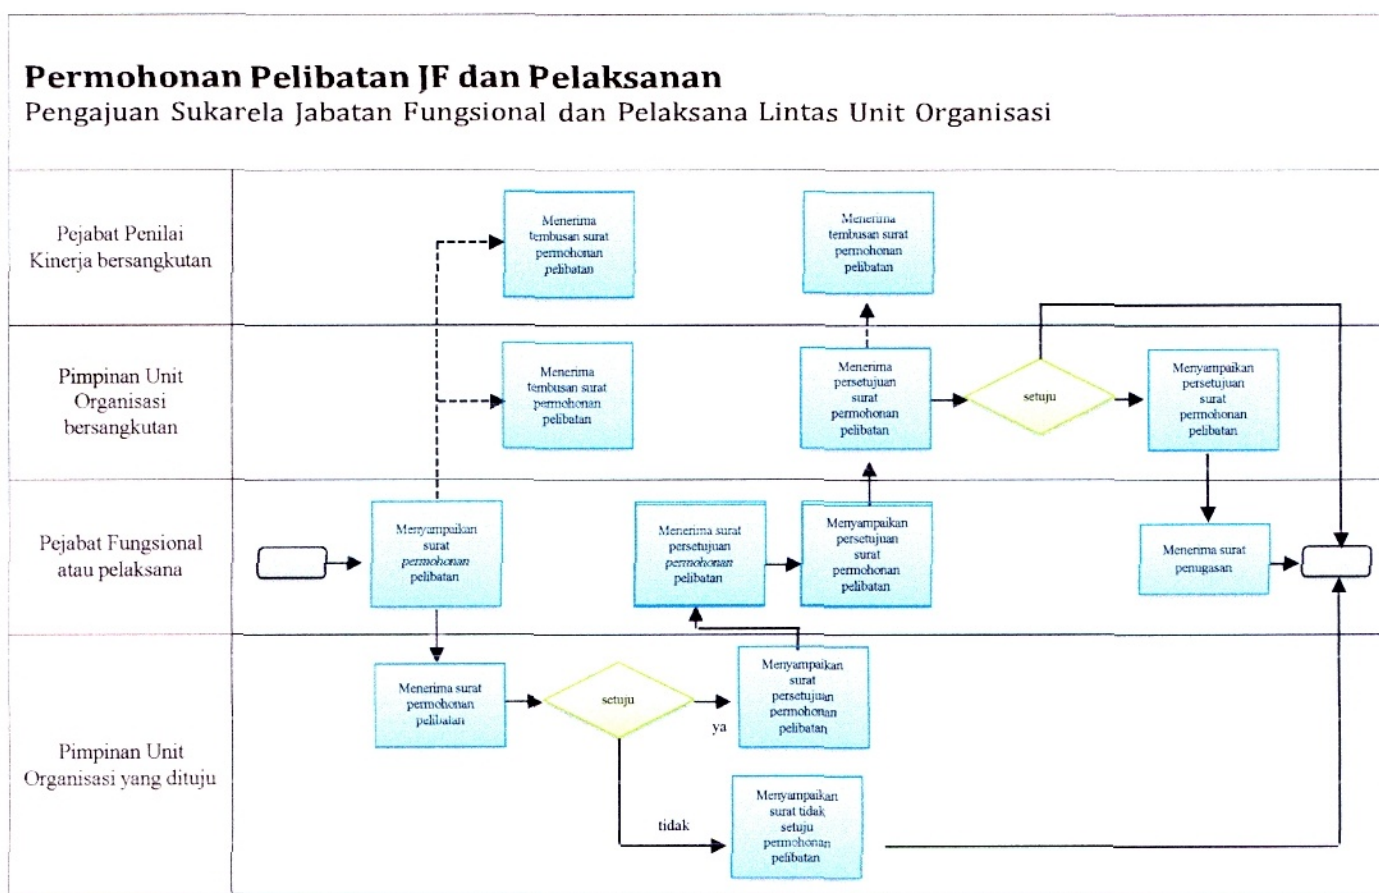 Permohonan Pelibatan JF dan Pelaksanan
Pengajuan Sukarela Jabatan Fungsional dan Pelaksana Lintas Unit Organisasi
Pejabat Penilai
Kinerja bersangkutan
Menerima
tembusan surat
permohonan
pelibatan
Menerima
tembusan surat
permohonan
pelibatan
Pimpinan Unit
Organisasi
bersangkutan
Menerima
tembusan surat
permohonan
pelibatan
Menerima
persetujuan
surat
permohonan
pelibatan
setuju
Menyampaikan
persetujuan
surat
permohonan
pelibatan
Pejabat Fungsional
atau pelaksana
Menyampaikan
surat
permohonan
pelibatan
Menerima surat
persetujuan
permohonan
pelibatan
Menyampaikan
persetujuan
surat
permohonan
pelibatan
Menerima surat
penugasan
Pimpinan Unit
Organisasi yang dituju
Menerima surat
permohonan
pelibatan
setuju
ya
Menyampaikan
surat
persetujuan
permohonan
pelibatan
tidak
Menyampaikan
surat tidak
setuju
permohonan
pelibatan